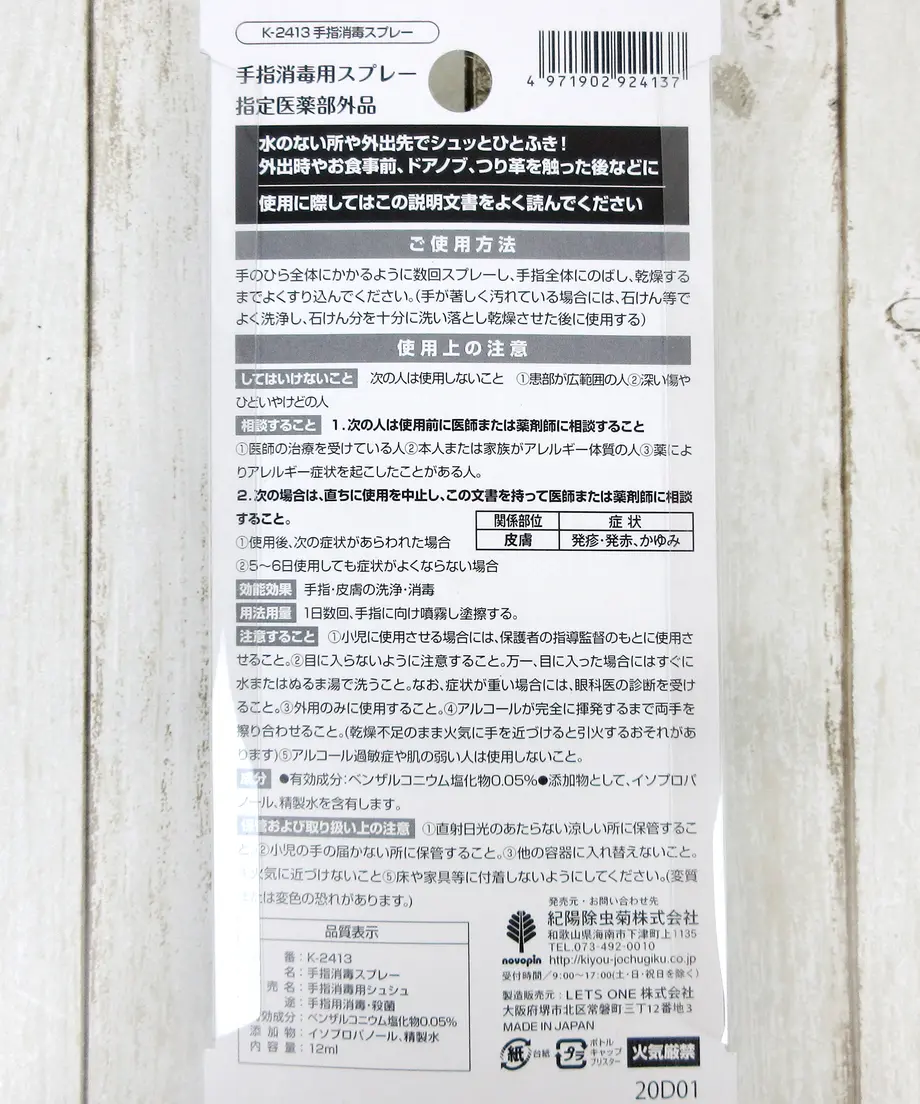 K-2413 手指消毒スプレー
4 971902 924137
手指消毒用スプレー
指定医薬部外品
水のない所や外出先でシュッとひとふき!
外出時やお食事前、ドアノブ、つり革を触った後などに
使用に際してはこの説明文書をよく読んでください
ご使用方法
手のひら全体にかかるように数回スプレーし、手指全体にのばし、乾燥する
までよくすり込んでください。(手が著しく汚れている場合には、石けん等で
よく洗浄し、石けん分を十分に洗い落とし乾燥させた後に使用する)
使用上の注意
してはいけないこと 次の人は使用しないこと ①患部が広範囲の人②深い傷や
ひどいやけどの人
相談すること 1.次の人は使用前に医師または薬剤師に相談すること
①医師の治療を受けている人②本人または家族がアレルギー体質の人③薬によ
りアレルギー症状を起こしたことがある人。
2.次の場合は、直ちに使用を中止し、この文書を持って医師または薬剤師に相談
すること。
①使用後、次の症状があらわれた場合
関係部位 症状
皮膚 発疹・発赤、かゆみ
②5〜6日使用しても症状がよくならない場合
効能効果 手指・皮膚の洗浄・消毒
用法用量 1日数回、手指に向け噴霧し塗擦する。
注意すること ①小児に使用させる場合には、保護者の指導監督のもとに使用さ
せること。②目に入らないように注意すること。万一、目に入った場合にはすぐに
水またはぬるま湯で洗うこと。なお、症状が重い場合には、眼科医の診断を受け
ること。③外用のみに使用すること。④アルコールが完全に揮発するまで両手を
擦り合わせること。(乾燥不足のまま火気に手を近づけると引火するおそれがあ
ります)⑤アルコール過敏症や肌の弱い人は使用しないこと。
成分 ●有効成分:ベンザルコニウム塩化物0.05%●添加物として、イソプロパ
ノール、精製水を含有します。
保管および取り扱い上の注意 ①直射日光のあたらない涼しい所に保管するこ
と。②小児の手の届かない所に保管すること。③他の容器に入れ替えないこと。
火気に近づけないこと⑤床や家具等に付着しないようにしてください。(変質
または変色の恐れがあります。)
品質表示
番:K-2413
名:手指消毒スプレー
売名:手指消毒用シュシュ
途:手指用消毒・殺菌
有効成分:ベンザルコニウム塩化物0.05%
添加物:イソプロパノール、精製水
内容量:12ml
発売元・お問い合わせ先
novopin
紀陽除虫菊株式会社
和歌山県海南市下津町上1135
TEL.073-492-0010
http://kiyou-jochugiku.co.jp
受付時間/9:00〜17:00(土・日・祝日を除く)
製造販売元:LETS ONE 株式会社
大阪府堺市北区常磐町三丁12番地3
MADE IN JAPAN
紙 台紙
プラ ボトル
キャップ
ブリスター
火気厳禁
20D01